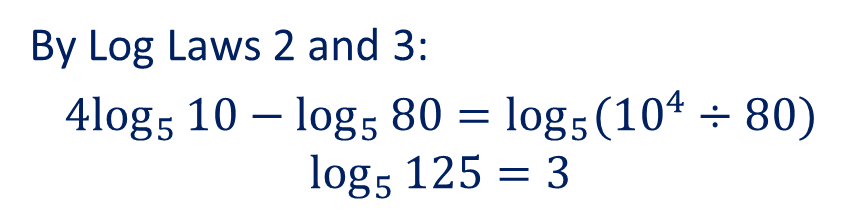 By Log Laws 2 and 3:
4log₅ 10 − log₅ 80 = log₅(10⁴ ÷ 80)
log₅ 125 = 3